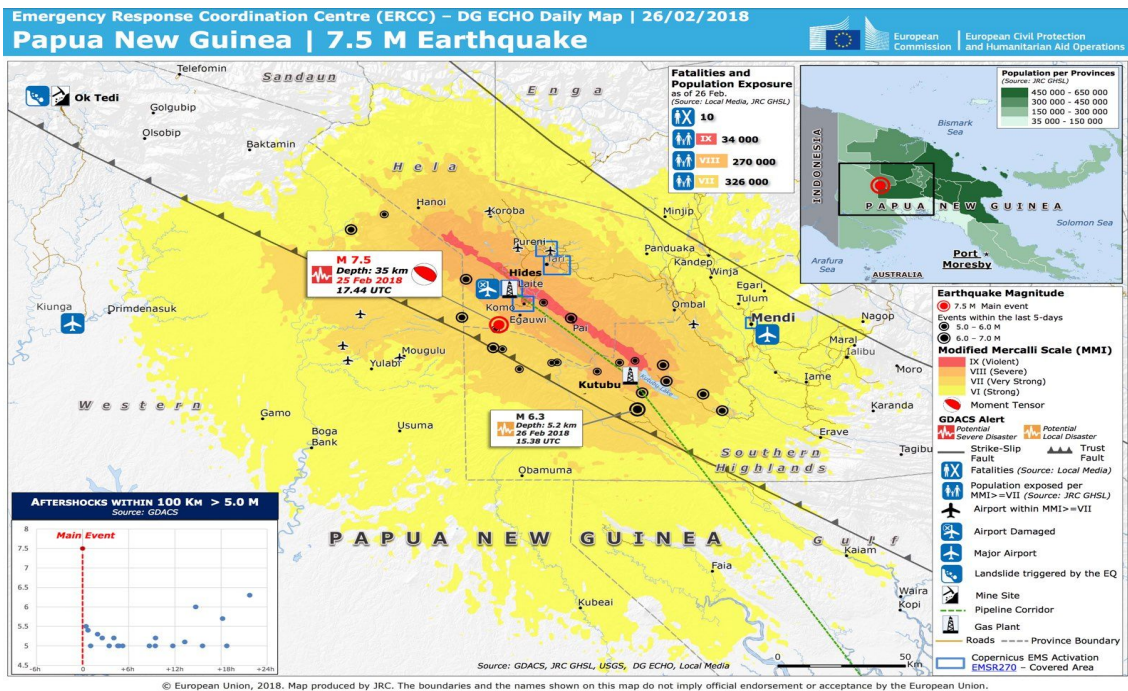 Emergency Response Coordination Centre (ERCC) – DG ECHO Daily Map | 26/02/2018
Papua New Guinea | 7.5 M Earthquake
European Commission
European Civil Protection and Humanitarian Aid Operations
Telefomin
Sandaun
Enga
Ok Tedi
Golgubip
Olsobip
Baktamin
Hela
Hanoi
Koroba
Minjip
Pureni
Tari
Panduaka
Kandep
Winja
Hides
Laite
Egari
Tulum
Komo
Egauwi
Ombal
Mendi
Nagop
Pai
Maral
Ialibu
Kiunga
Drimdenasuk
Mougulu
Yulabi
Kutubu
Kutubu Lake
Iame
Moro
Western
Gamo
Usuma
Boga Bank
Karanda
Erave
Tagibu
Southern Highlands
Obamuma
PAPUA NEW GUINEA
Gulf
Kaiam
Faia
Kubeai
Waira
Kopi
M 7.5
Depth: 35 km
25 Feb 2018
17.44 UTC
M 6.3
Depth: 5.2 km
26 Feb 2018
15.38 UTC
Fatalities and
Population Exposure
as of 26 Feb.
(Source: Local Media, JRC GHSL)
10
IX 34 000
VIII 270 000
VII 326 000
Population per Provinces
(Source: JRC GHSL)
450 000 - 650 000
300 000 - 450 000
150 000 - 300 000
35 000 - 150 000
INDONESIA
Bismark Sea
PAPUA NEW GUINEA
Solomon Sea
Arafura Sea
Port Moresby
AUSTRALIA
Earthquake Magnitude
7.5 M Main event
Events within the last 5-days
5.0 – 6.0 M
6.0 – 7.0 M
Modified Mercalli Scale (MMI)
IX (Violent)
VIII (Severe)
VII (Very Strong)
VI (Strong)
Moment Tensor
GDACS Alert
Potential Severe Disaster
Potential Local Disaster
Strike-Slip Fault
Trust Fault
Fatalities (Source: Local Media)
Population exposed per
MMI>=VII (Source: JRC GHSL)
Airport within MMI>=VII
Airport Damaged
Major Airport
Landslide triggered by the EQ
Mine Site
Pipeline Corridor
Gas Plant
Roads
Province Boundary
Copernicus EMS Activation
EMSR270 – Covered Area
AFTERSHOCKS WITHIN 100 KM > 5.0 M
Source: GDACS
Main Event
8
7.5
7
6.5
6
5.5
5
4.5
-6h 0 +6h +12h +18h +24h
Source: GDACS, JRC GHSL, USGS, DG ECHO, Local Media
0 50 Km
© European Union, 2018. Map produced by JRC. The boundaries and the names shown on this map do not imply official endorsement or acceptance by the European Union.